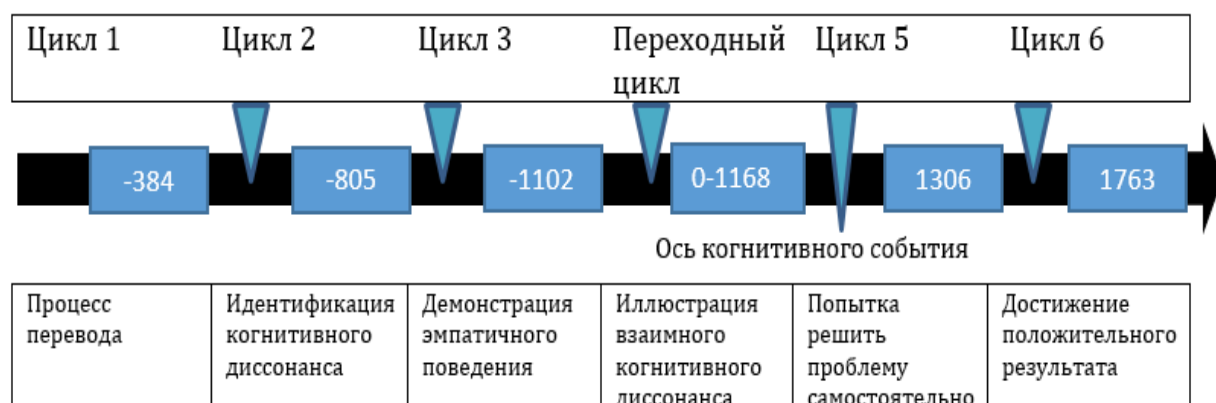 Цикл 1 Цикл 2 Цикл 3 Переходный Цикл 5 Цикл 6
цикл
-384 -805 -1102 0-1168 1306 1763
Ось когнитивного события
Процесс Идентификация Демонстрация Иллюстрация Попытка Достижение
перевода когнитивного эмпатичного взаимного решить положительного
диссонанса поведения когнитивного проблему результата
диссонанса самостоятельно